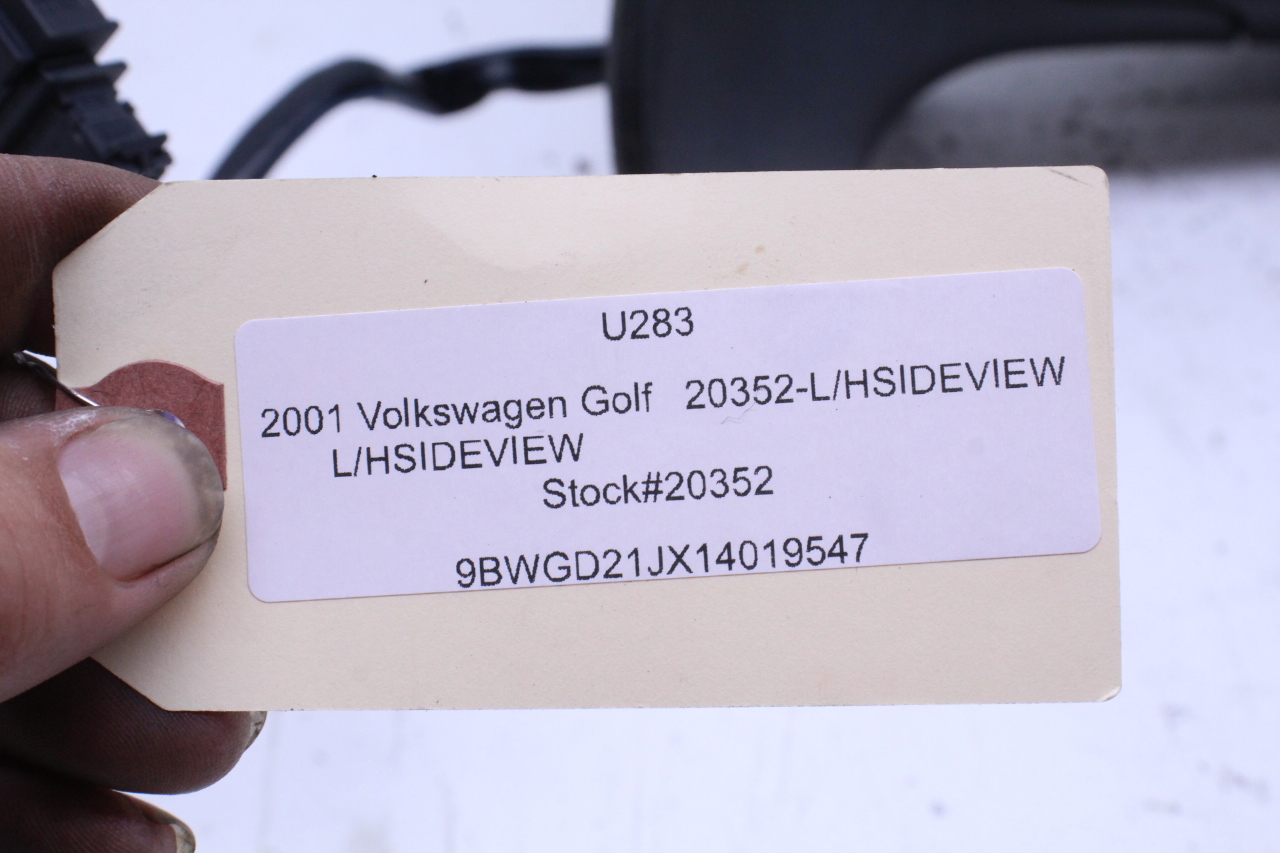 U283
2001 Volkswagen Golf 20352-L/HSIDEVIEW
L/HSIDEVIEW
Stock#20352
9BWGD21JX14019547